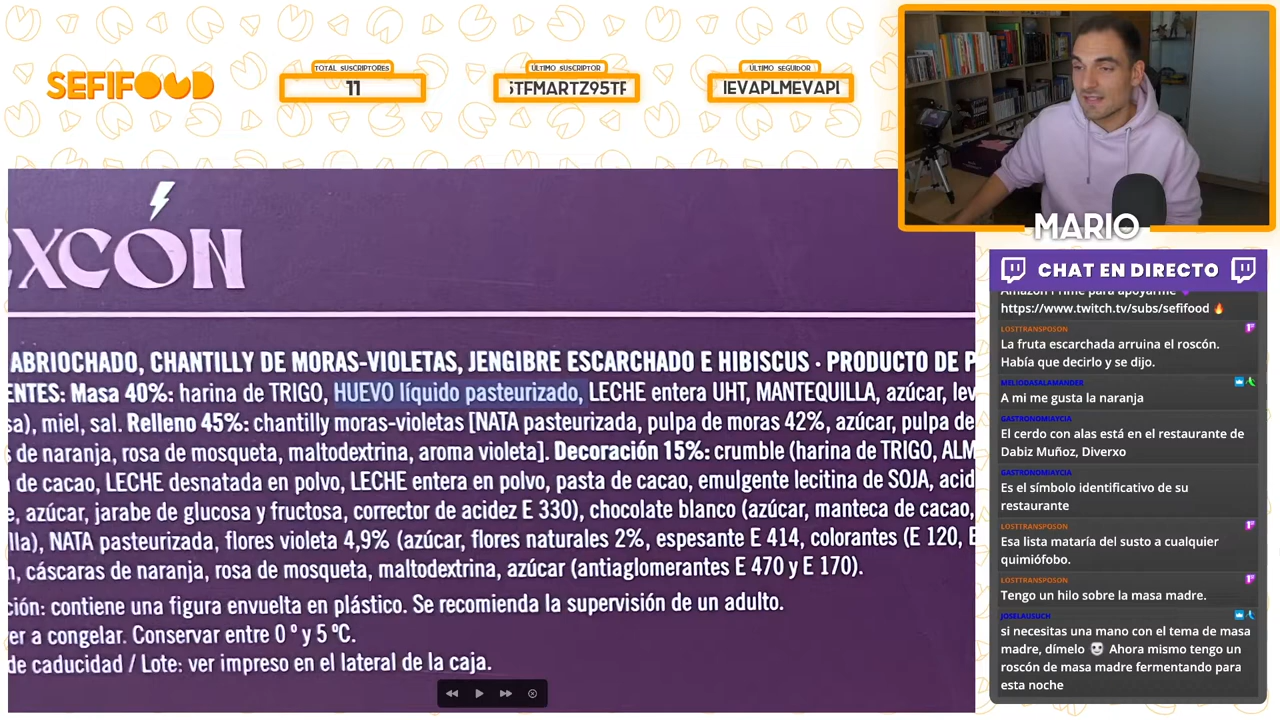 SEFIFOOD
TOTAL SUSCRIPTORES
11
ÚLTIMO SUSCRIPTOR
STFMARTZ95TF
ÚLTIMO SEGUIDOR
IEVAPLMEVAPL
MARIO
XCÓN
ABRIOCHADO, CHANTILLY DE MORAS-VIOLETAS, JENGIBRE ESCARCHADO E HIBISCUS · PRODUCTO DE P
ENTES: Masa 40%: harina de TRIGO, HUEVO líquido pasteurizado, LECHE entera UHT, MANTEQUILLA, azúcar, lev
sa), miel, sal. Relleno 45%: chantilly moras-violetas [NATA pasteurizada, pulpa de moras 42%, azúcar, pulpa de
s de naranja, rosa de mosqueta, maltodextrina, aroma violeta]. Decoración 15%: crumble (harina de TRIGO, ALM
de cacao, LECHE desnatada en polvo, LECHE entera en polvo, pasta de cacao, emulgente lecitina de SOJA, acid
e, azúcar, jarabe de glucosa y fructosa, corrector de acidez E 330), chocolate blanco (azúcar, manteca de cacao,
lla), NATA pasteurizada, flores violeta 4,9% (azúcar, flores naturales 2%, espesante E 414, colorantes (E 120, E
n, cáscaras de naranja, rosa de mosqueta, maltodextrina, azúcar (antiaglomerantes E 470 y E 170).
ción: contiene una figura envuelta en plástico. Se recomienda la supervisión de un adulto.
er a congelar. Conservar entre 0 º y 5 ºC.
de caducidad / Lote: ver impreso en el lateral de la caja.
CHAT EN DIRECTO
Amazon Prime para apoyarme
https://www.twitch.tv/subs/sefifood
LOSTTRANSPOSON
La fruta escarchada arruina el roscón.
Había que decirlo y se dijo.
MELIODASALAMANDER
A mi me gusta la naranja
GASTRONOMIAYCIA
El cerdo con alas está en el restaurante de
Dabiz Muñoz, Diverxo
GASTRONOMIAYCIA
Es el símbolo identificativo de su
restaurante
LOSTTRANSPOSON
Esa lista mataría del susto a cualquier
quimiófobo.
LOSTTRANSPOSON
Tengo un hilo sobre la masa madre.
JOSELAUSUCH
si necesitas una mano con el tema de masa
madre, dímelo Ahora mismo tengo un
roscón de masa madre fermentando para
esta noche